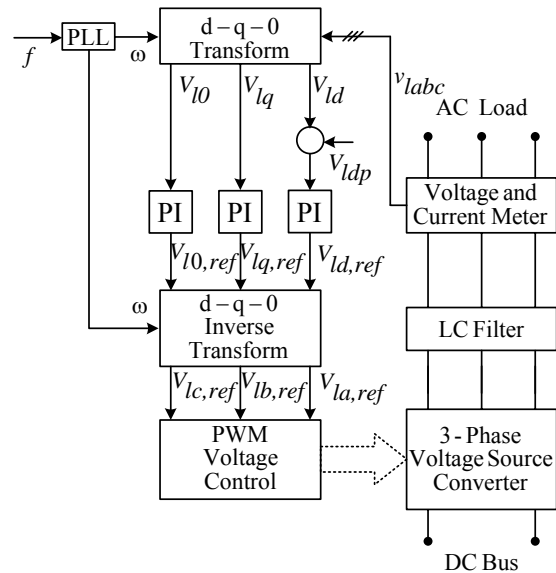 f
PLL
ω
d-q-0
Transform
v_labc
V_l0
V_lq
V_ld
V_ldp
AC Load
Voltage and
Current Meter
PI
PI
PI
V_l0,ref
V_lq,ref
V_ld,ref
ω
d-q-0
Inverse
Transform
LC Filter
V_lc,ref
V_lb,ref
V_la,ref
PWM
Voltage
Control
3-Phase
Voltage Source
Converter
DC Bus